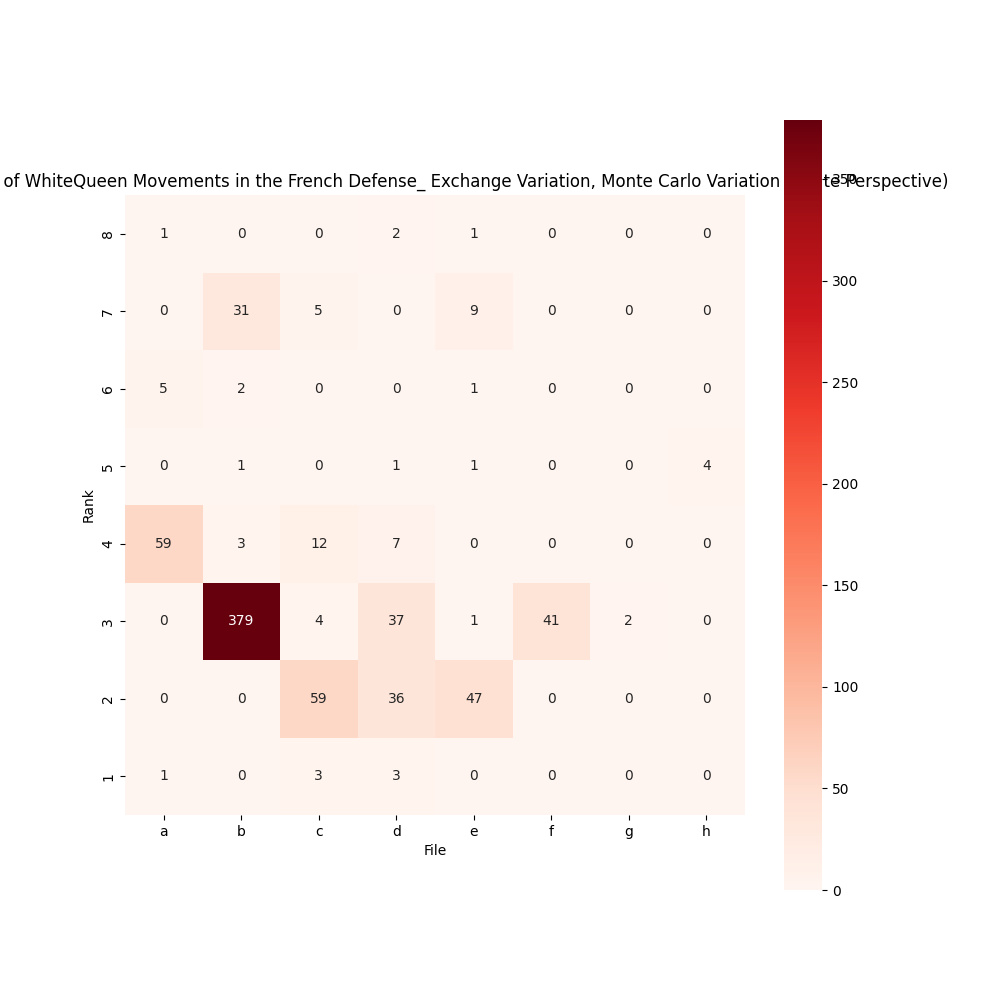 of WhiteQueen Movements in the French Defense_ Exchange Variation, Monte Carlo Variation te Perspective)
8 1 0 0 2 1 0 0 0
7 0 31 5 0 9 0 0 0
6 5 2 0 0 1 0 0 0
5 0 1 0 1 1 0 0 4
4 59 3 12 7 0 0 0 0
3 0 379 4 37 1 41 2 0
2 0 0 59 36 47 0 0 0
1 1 0 3 3 0 0 0 0
a b c d e f g h
File
Rank
350
300
250
200
150
100
50
0